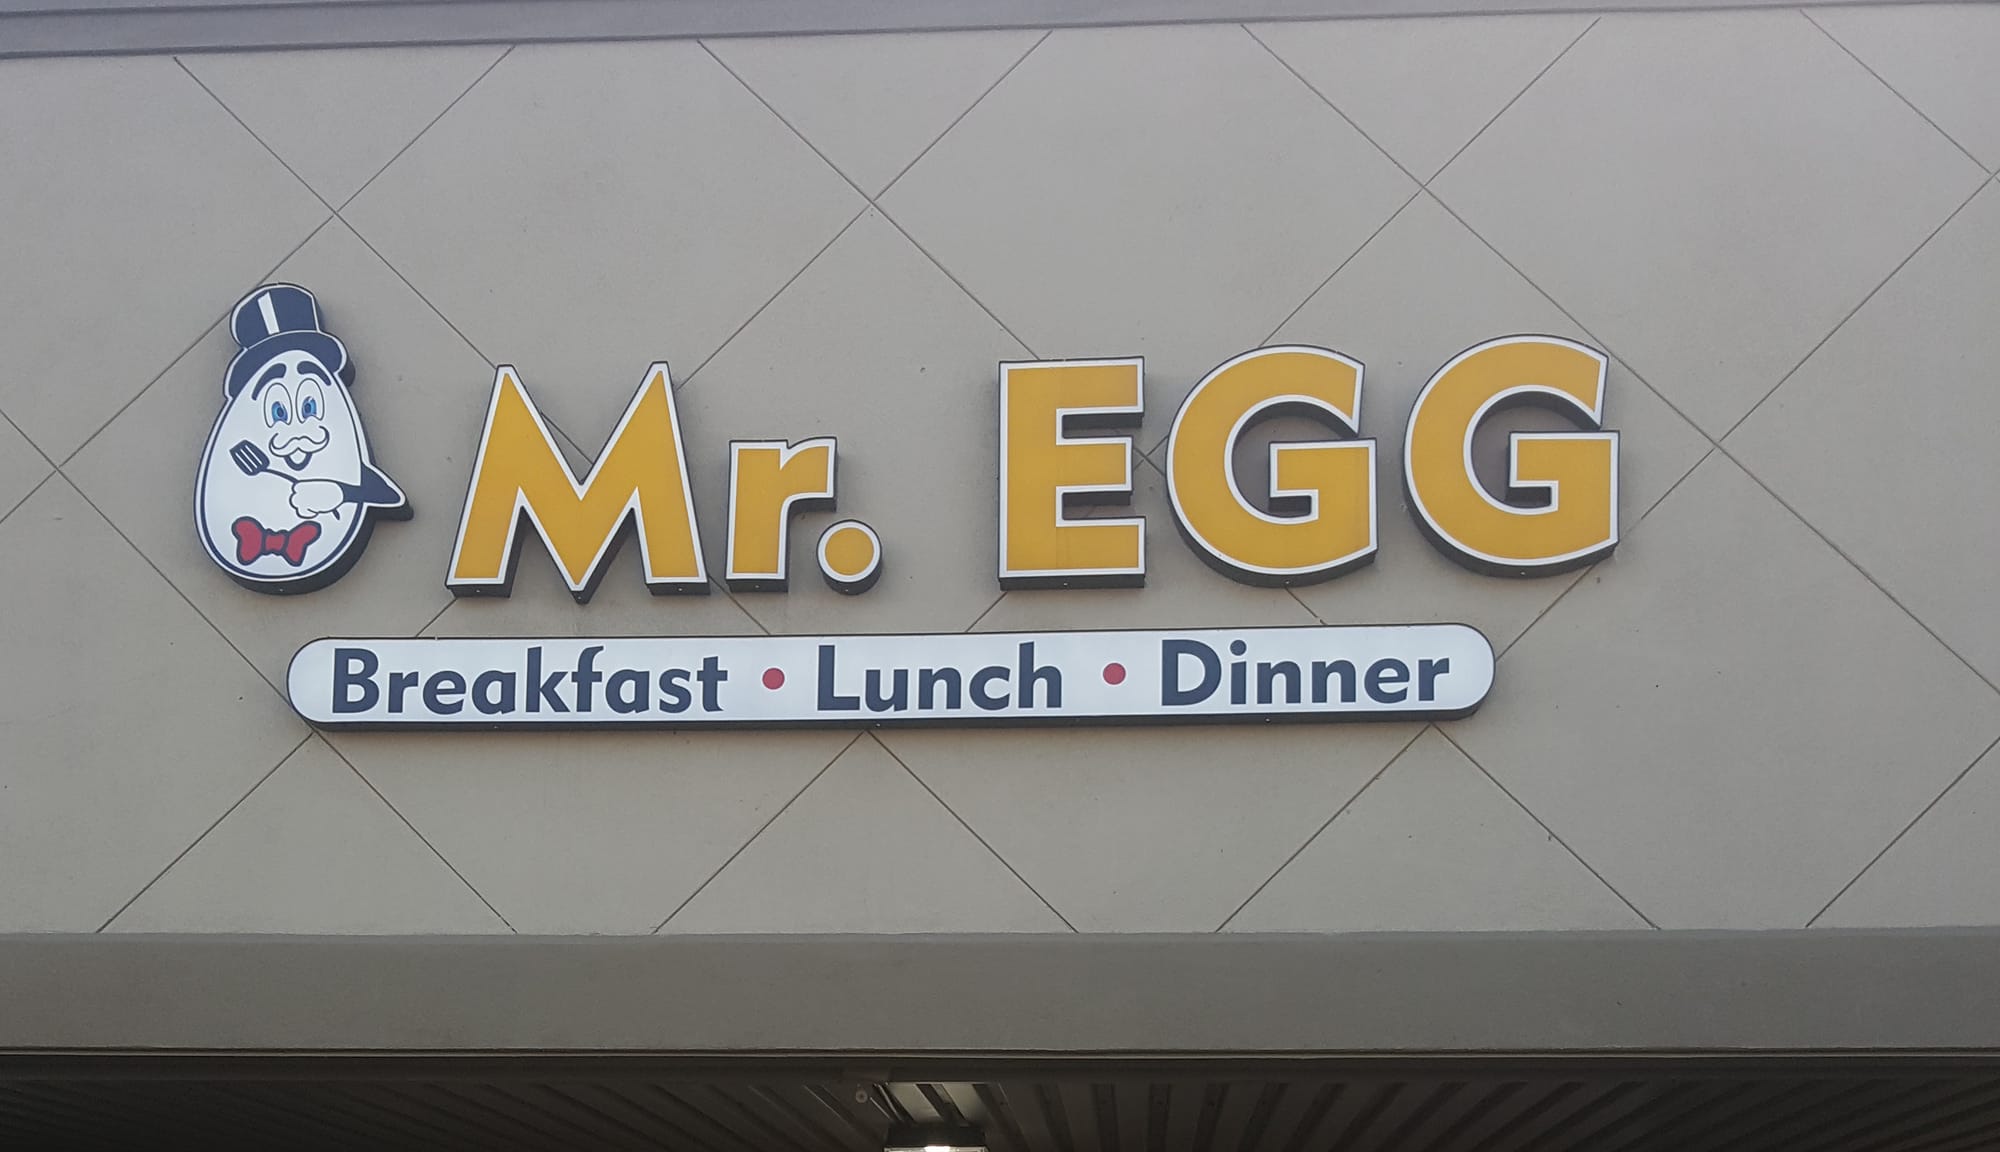 Mr. EGG
Breakfast • Lunch • Dinner